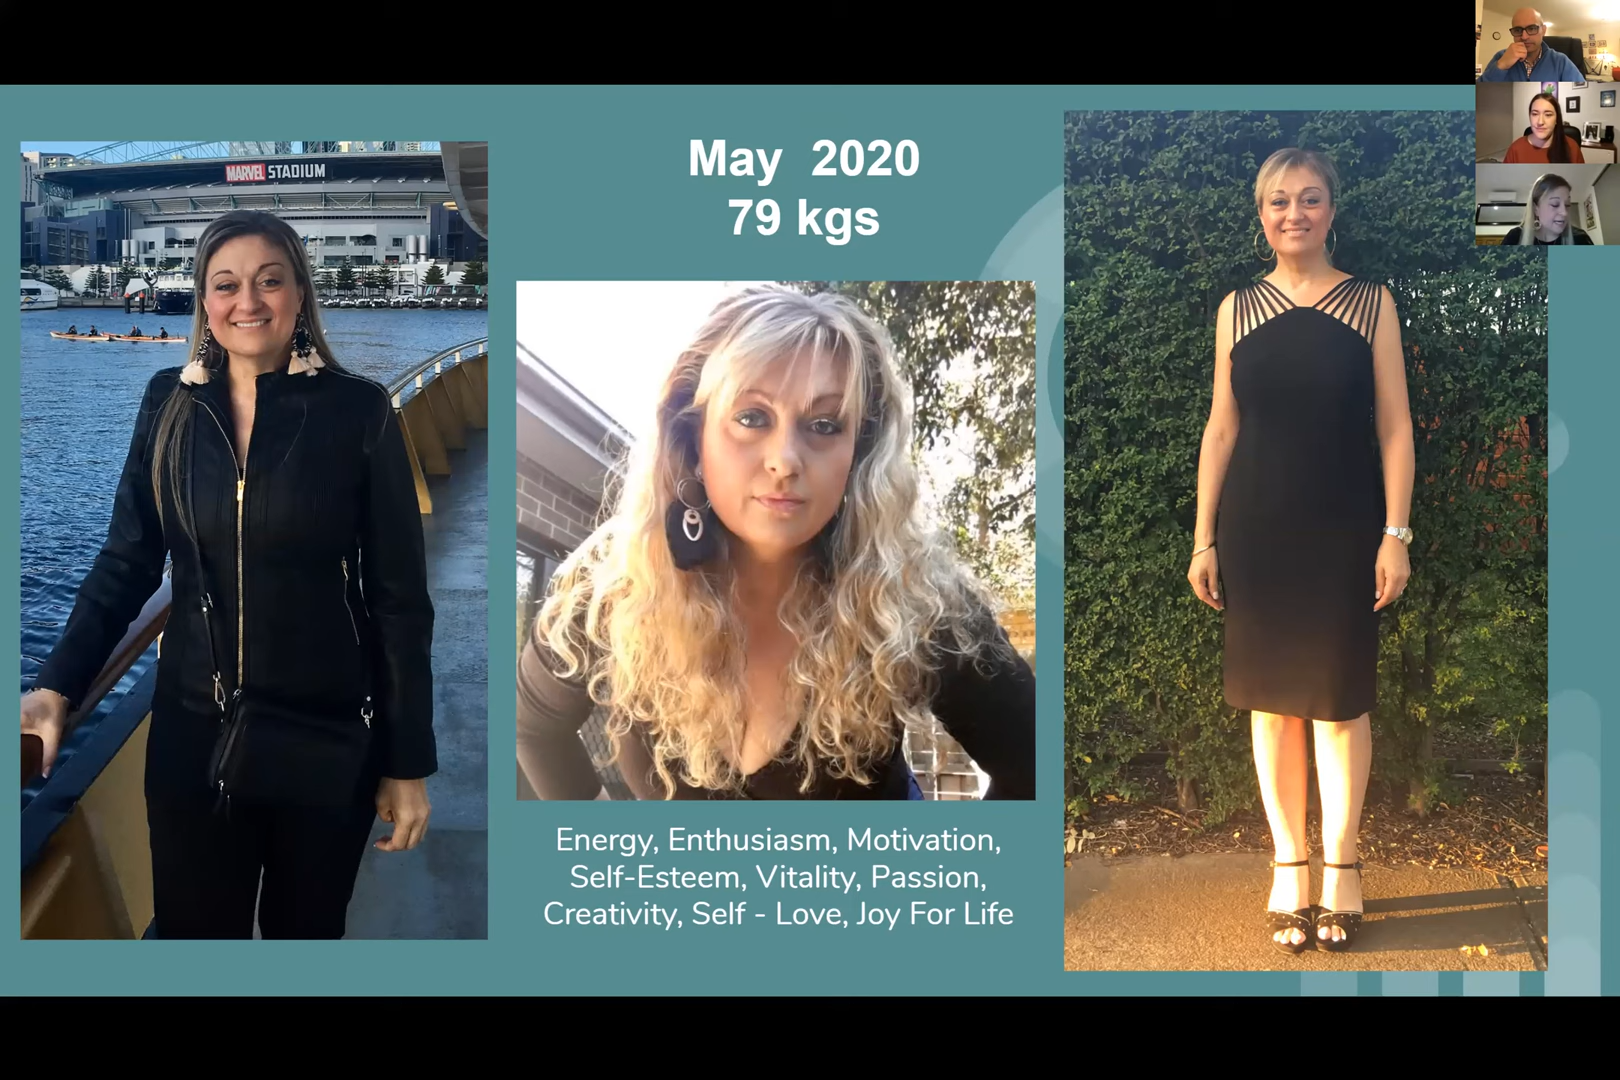 MARVEL STADIUM
May 2020
79 kgs
Energy, Enthusiasm, Motivation,
Self-Esteem, Vitality, Passion,
Creativity, Self - Love, Joy For Life